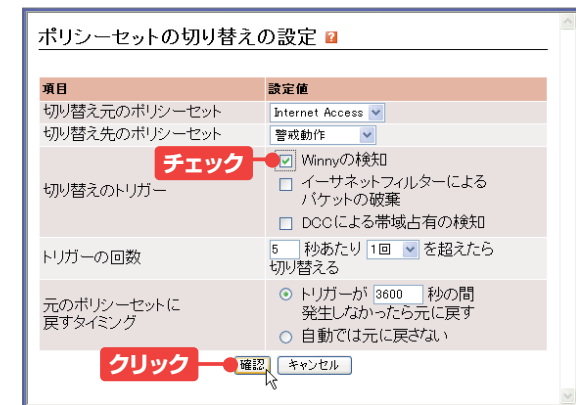 ポリシーセットの切り替えの設定 ?
項目 設定値
切り替え元のポリシーセット Internet Access
切り替え先のポリシーセット 警戒動作
チェック
切り替えのトリガー
Winnyの検知
イーサネットフィルターによる
パケットの破棄
DCCによる帯域占有の検知
トリガーの回数
5 秒あたり 1回 を超えたら
切り替える
元のポリシーセットに
戻すタイミング
トリガーが 3600 秒の間
発生しなかったら元に戻す
自動では元に戻さない
クリック
確認 キャンセル